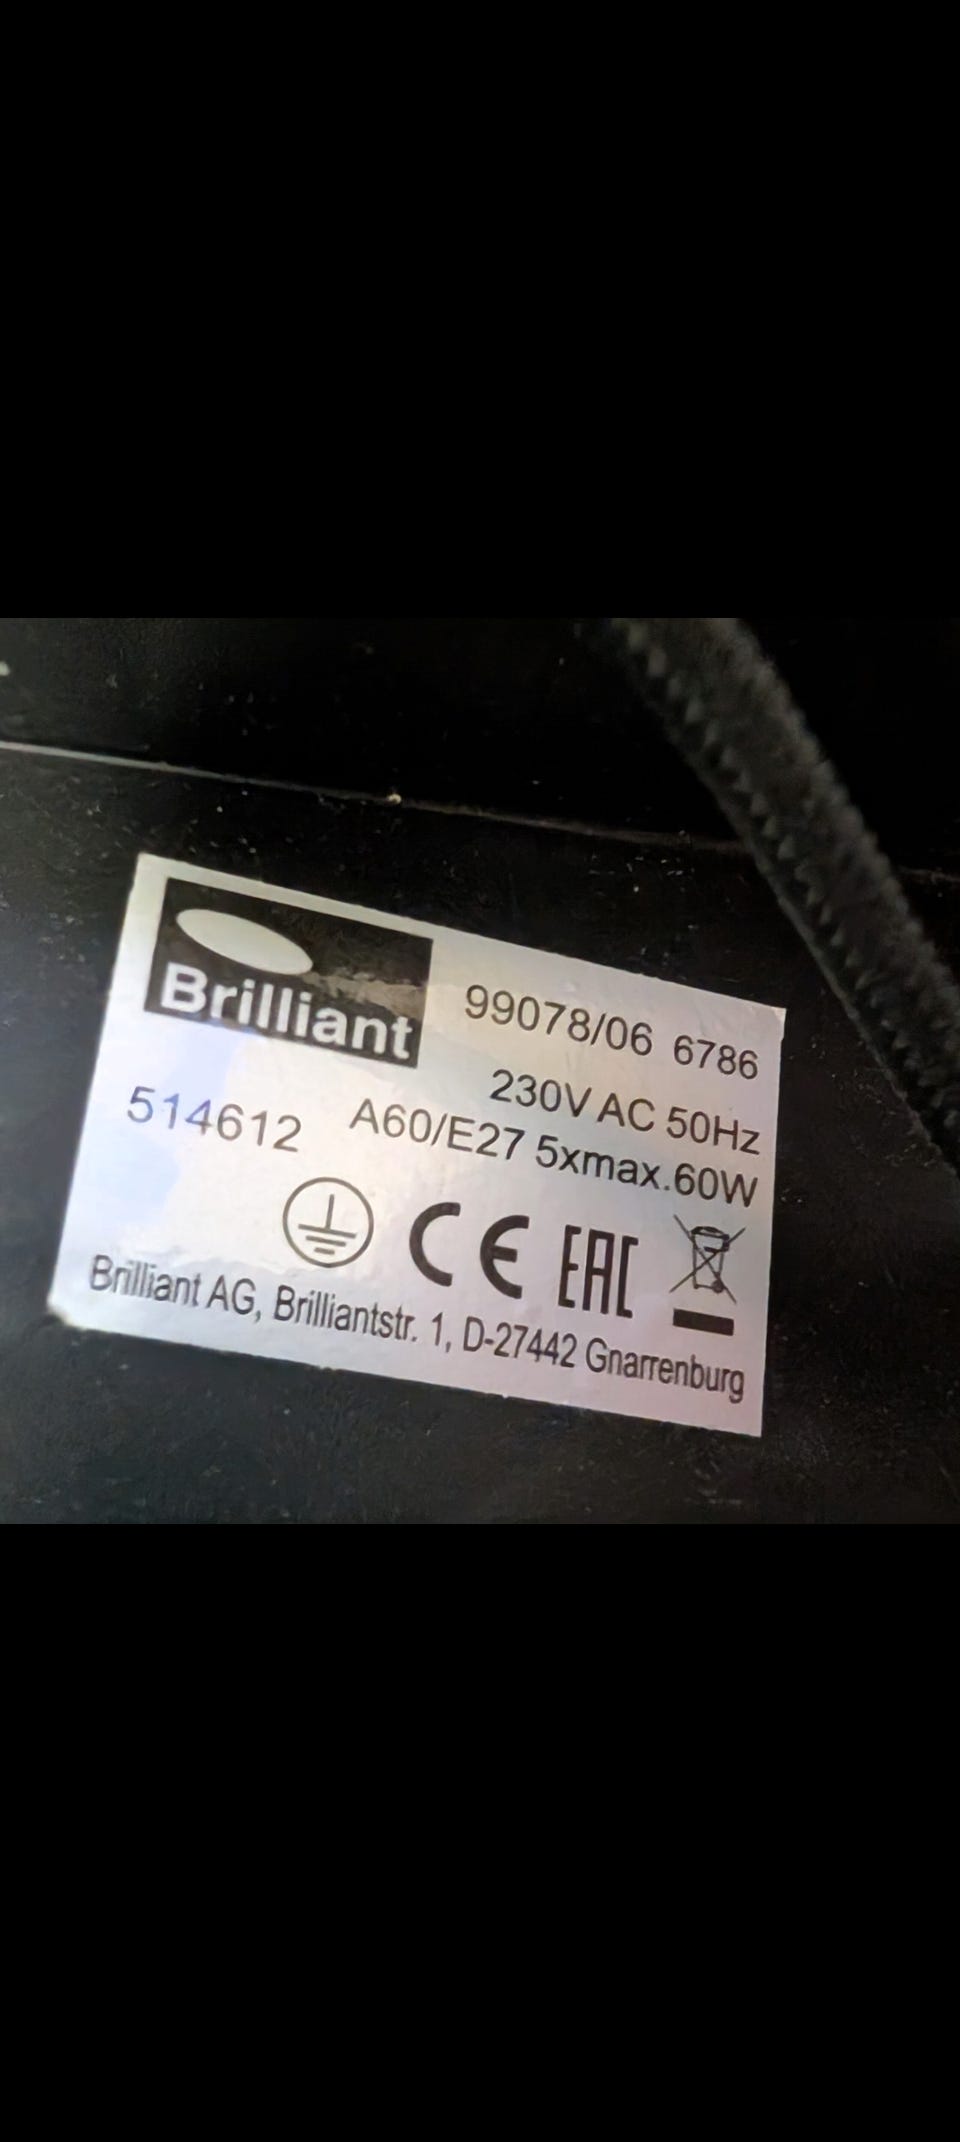 Brilliant
99078/06 6786
230V AC 50Hz
514612 A60/E27 5xmax.60W
CE EAC
Brilliant AG, Brilliantstr. 1, D-27442 Gnarrenburg